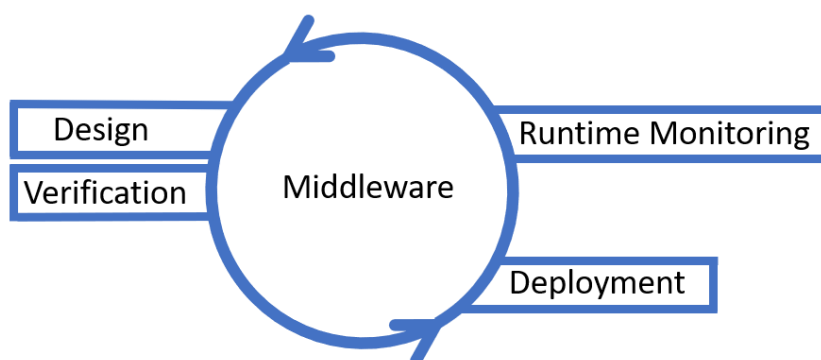 Design
Verification
Middleware
Runtime Monitoring
Deployment